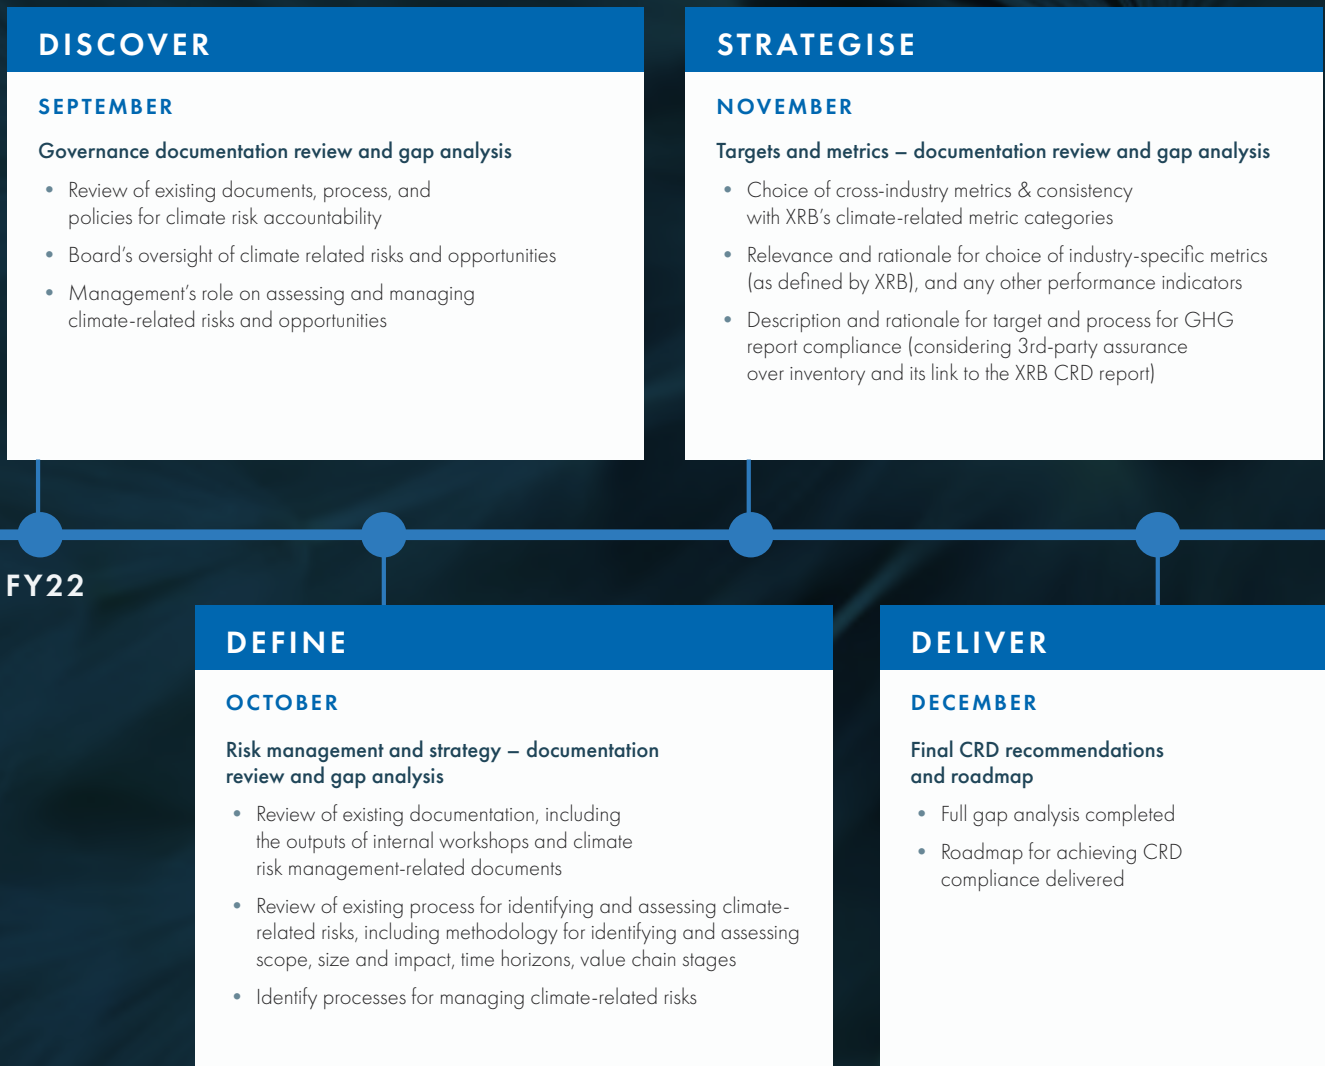 DISCOVER
SEPTEMBER
Governance documentation review and gap analysis
• Review of existing documents, process, and
policies for climate risk accountability
• Board's oversight of climate related risks and opportunities
• Management's role on assessing and managing
climate-related risks and opportunities
STRATEGISE
NOVEMBER
Targets and metrics – documentation review and gap analysis
• Choice of cross-industry metrics & consistency
with XRB's climate-related metric categories
• Relevance and rationale for choice of industry-specific metrics
(as defined by XRB), and any other performance indicators
• Description and rationale for target and process for GHG
report compliance (considering 3rd-party assurance
over inventory and its link to the XRB CRD report)
FY22
DEFINE
OCTOBER
Risk management and strategy – documentation
review and gap analysis
• Review of existing documentation, including
the outputs of internal workshops and climate
risk management-related documents
• Review of existing process for identifying and assessing climate-
related risks, including methodology for identifying and assessing
scope, size and impact, time horizons, value chain stages
• Identify processes for managing climate-related risks
DELIVER
DECEMBER
Final CRD recommendations
and roadmap
• Full gap analysis completed
• Roadmap for achieving CRD
compliance delivered